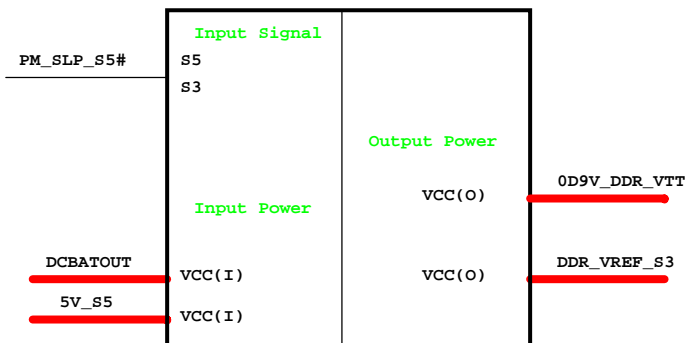 Input Signal
PM_SLP_S5#
S5
S3
Output Power
0D9V_DDR_VTT
VCC(O)
Input Power
DCBATOUT
VCC(I)
VCC(O)
DDR_VREF_S3
5V_S5
VCC(I)